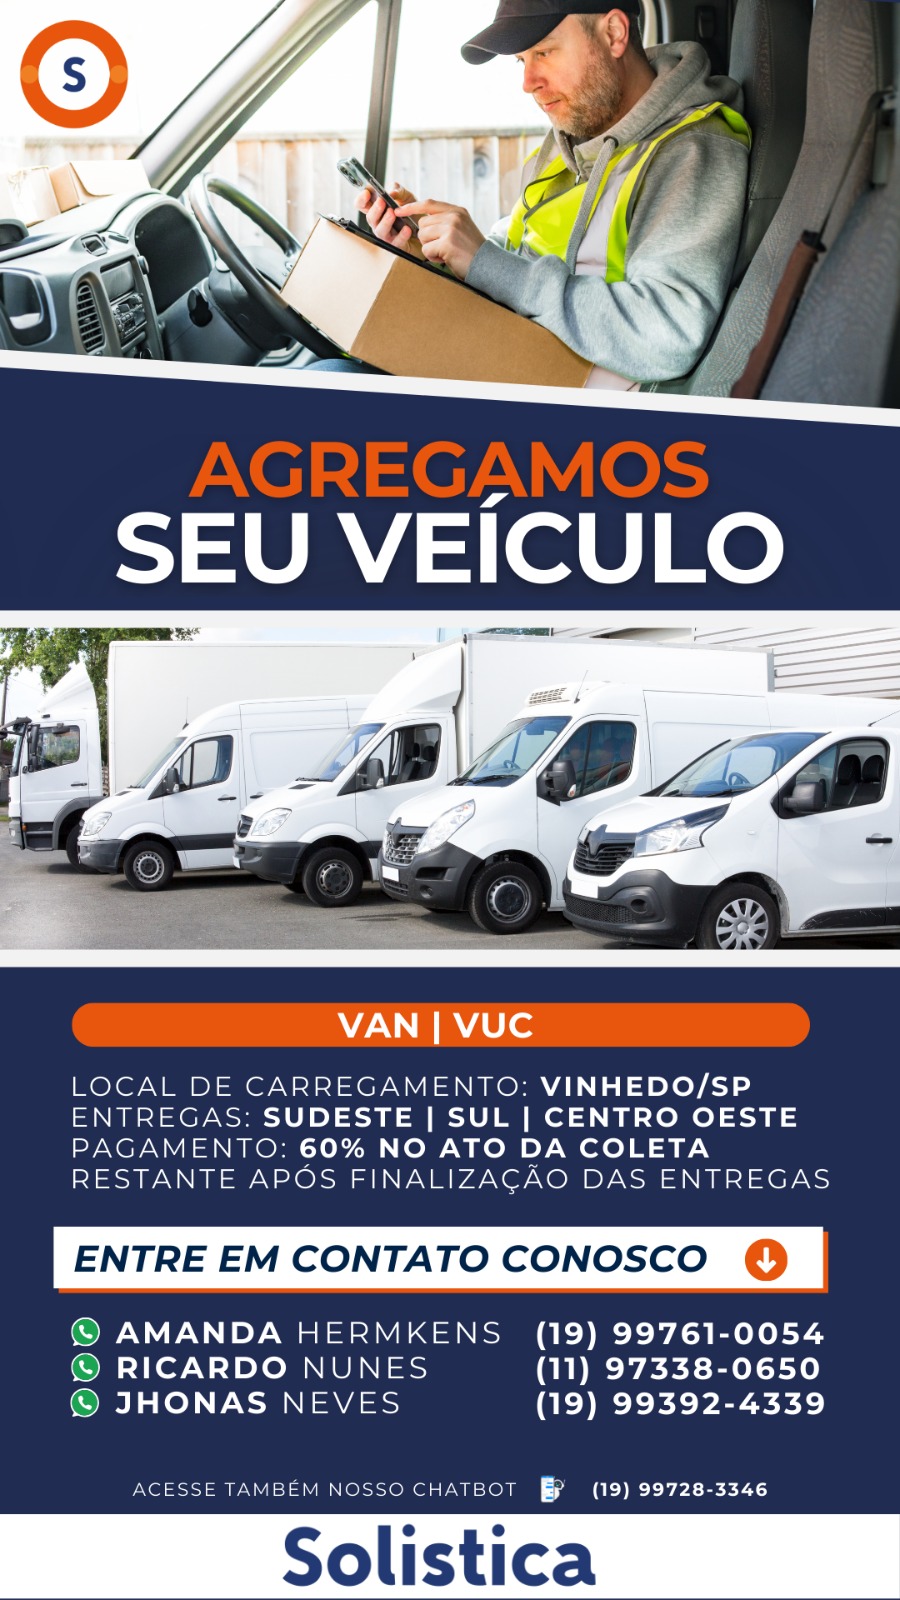 S
AGREGAMOS
SEU VEÍCULO
VAN | VUC
LOCAL DE CARREGAMENTO: VINHEDO/SP
ENTREGAS: SUDESTE | SUL | CENTRO OESTE
PAGAMENTO: 60% NO ATO DA COLETA
RESTANTE APÓS FINALIZAÇÃO DAS ENTREGAS
ENTRE EM CONTATO CONOSCO
AMANDA HERMKENS (19) 99761-0054
RICARDO NUNES (11) 97338-0650
JHONAS NEVES (19) 99392-4339
ACESSE TAMBÉM NOSSO CHATBOT (19) 99728-3346
Solistica